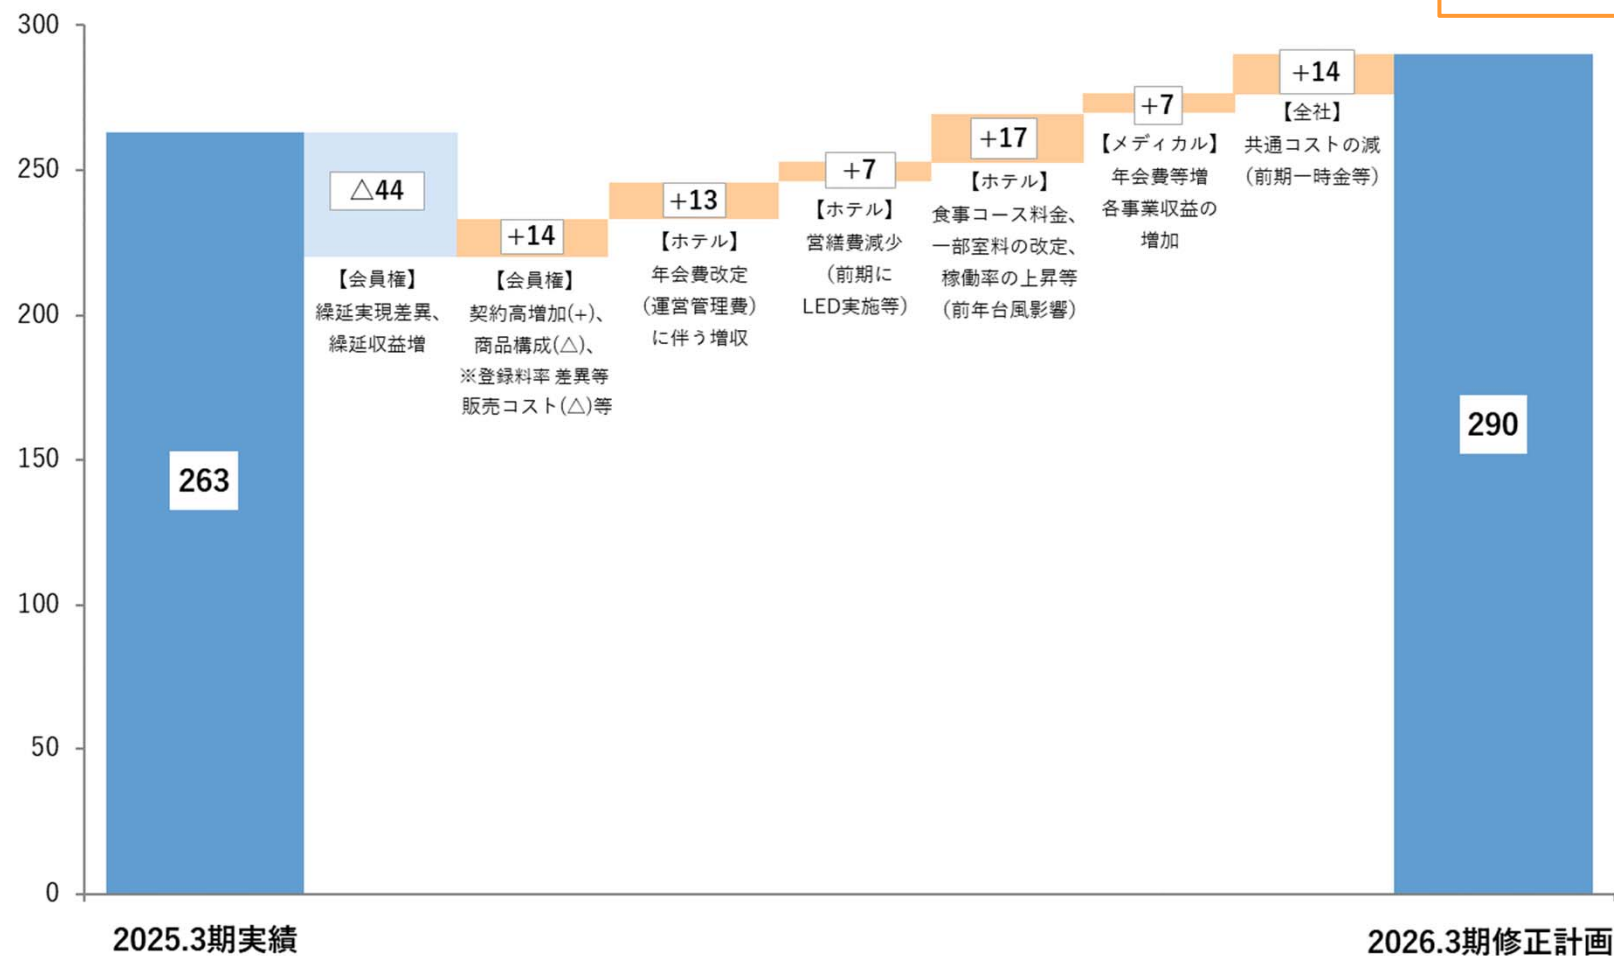 300
250
200
150
100
50
0
263
△44
【会員権】
繰延実現差異、
繰延収益増
+14
【会員権】
契約高増加(+)、
商品構成(△)、
※登録料率 差異等
販売コスト(△)等
+13
【ホテル】
年会費改定
(運営管理費)
に伴う増収
+7
【ホテル】
営繕費減少
(前期に
LED実施等)
+17
【ホテル】
食事コース料金、
一部室料の改定、
稼働率の上昇等
(前年台風影響)
+7
【メディカル】
年会費等増
各事業収益の
増加
+14
【全社】
共通コストの減
(前期一時金等)
290
2025.3期実績
2026.3期修正計画